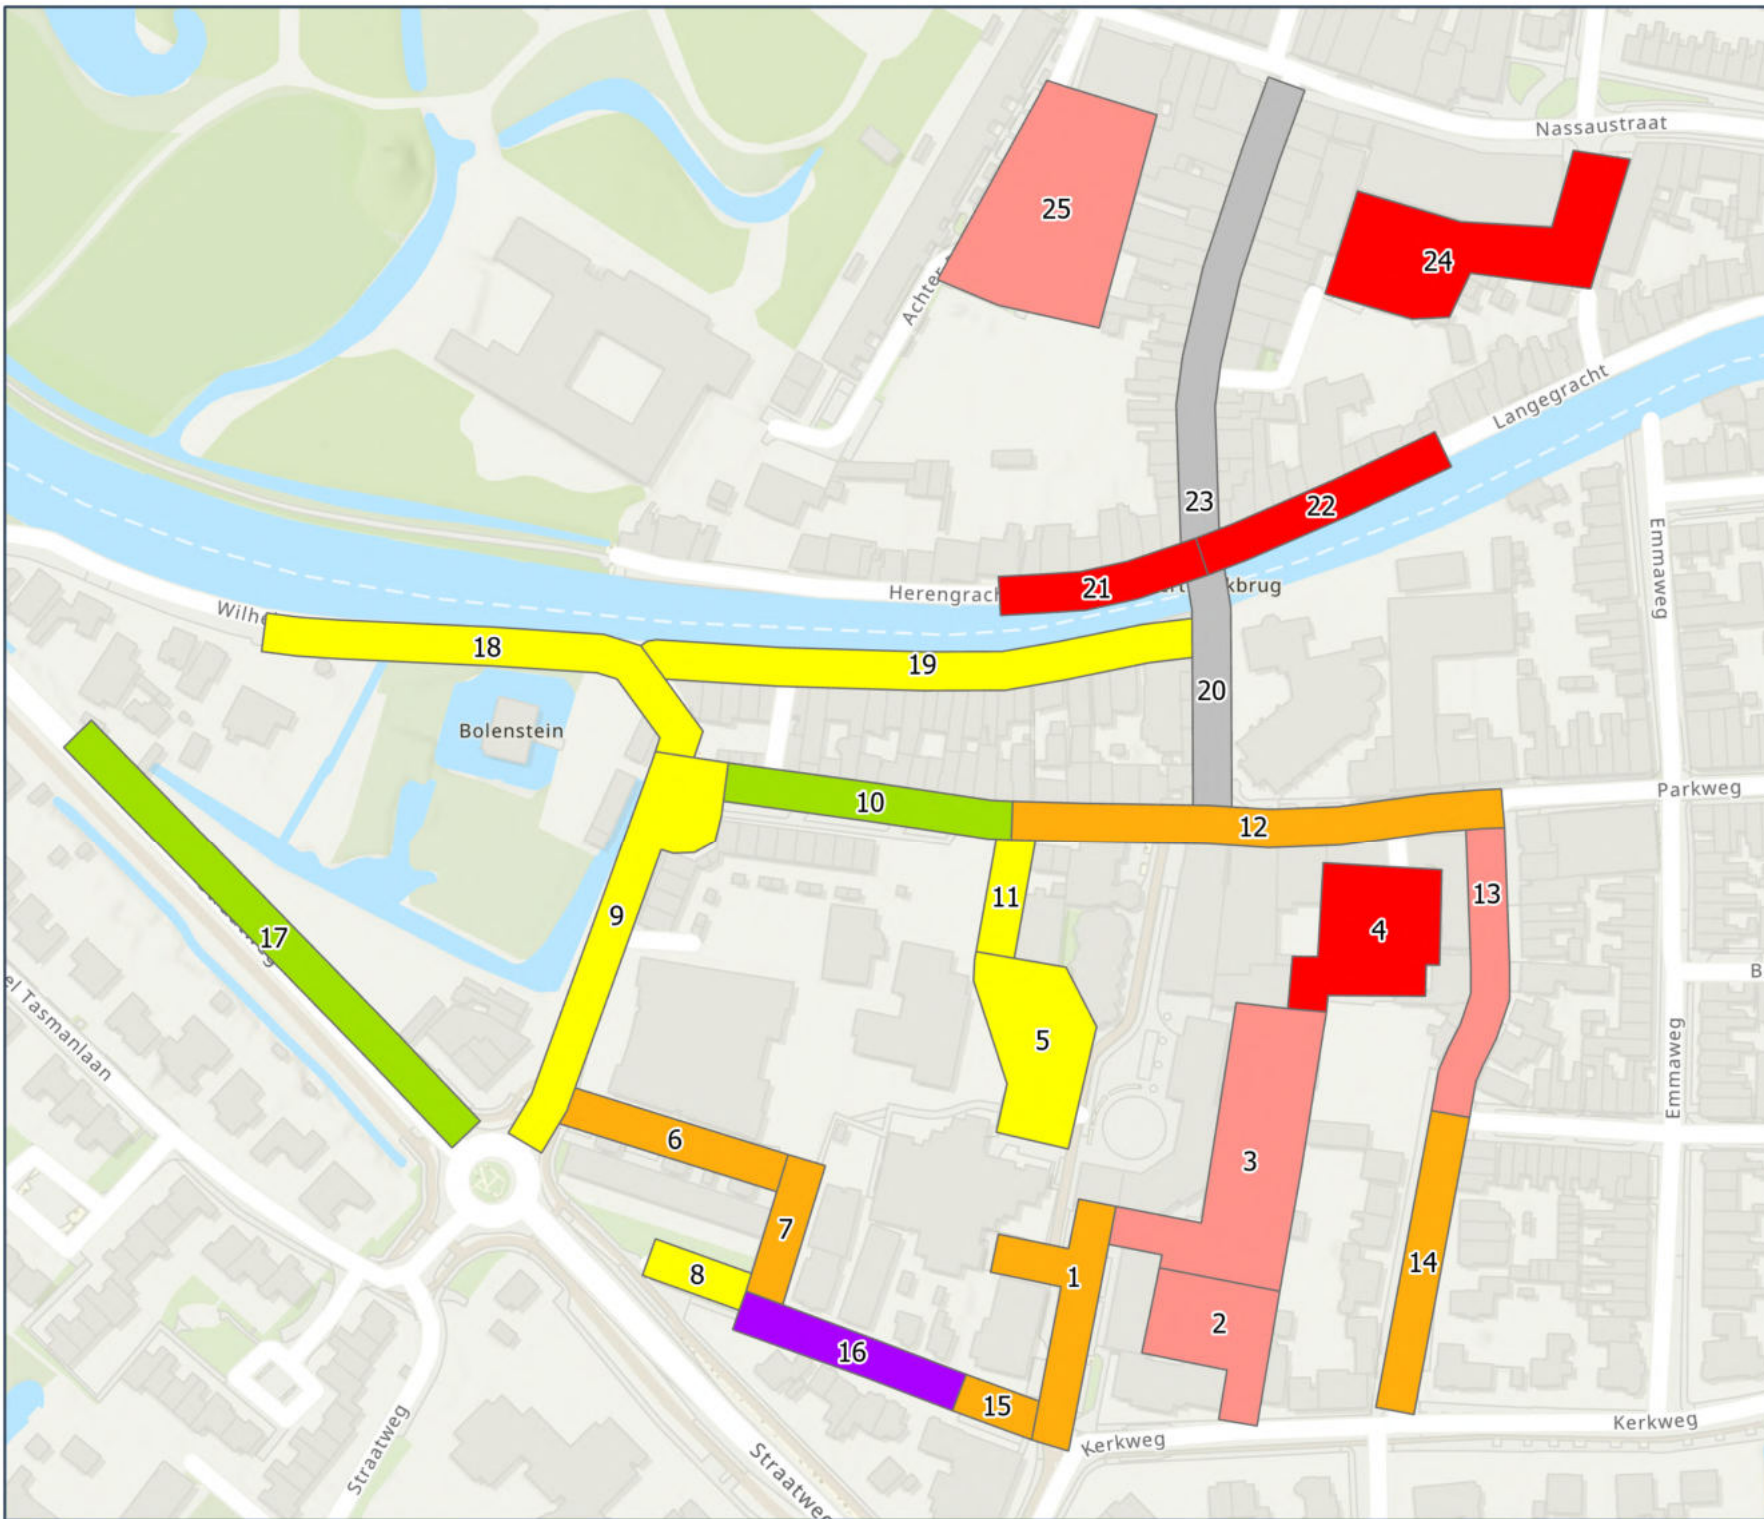 Nassaustraat
25
24
Achter
Langegracht
23
22
Emmaweg
Herengrach
21
kbrug
Wilhe
18
19
20
Bolenstein
Parkweg
10
12
13
11
4
9
17
el Tasmanlaan
B
5
Emmaweg
6
3
7
8
1
14
2
16
15
Straatweg
Straatweg
Kerkweg
Kerkweg